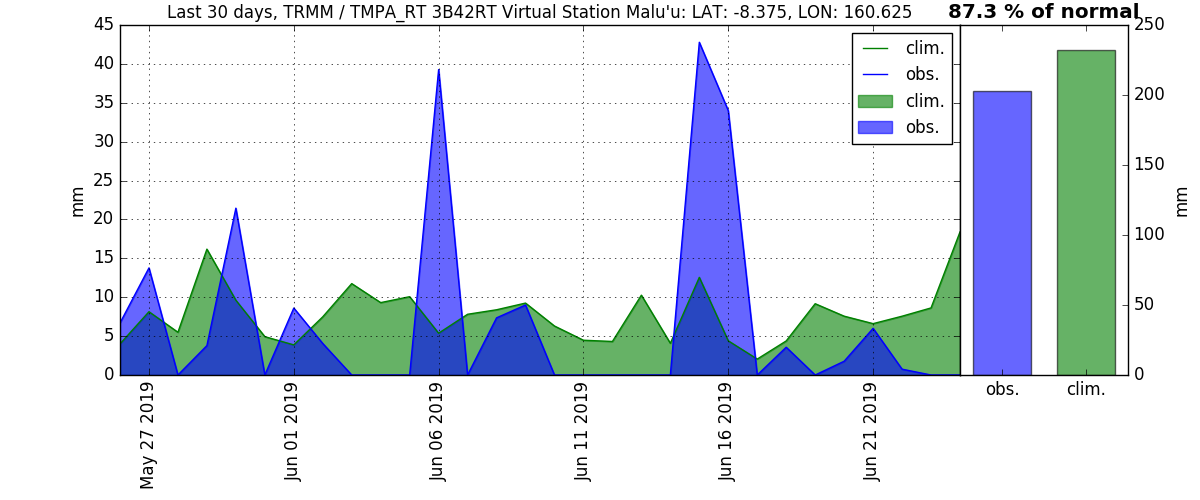 Last 30 days, TRMM / TMPA_RT 3B42RT Virtual Station Malu'u: LAT: -8.375, LON: 160.625
87.3 % of normal
45
40
35
30
25
20
15
10
5
0
mm
clim.
obs.
clim.
obs.
May 27 2019
Jun 01 2019
Jun 06 2019
Jun 11 2019
Jun 16 2019
Jun 21 2019
250
200
150
100
50
0
mm
obs.
clim.